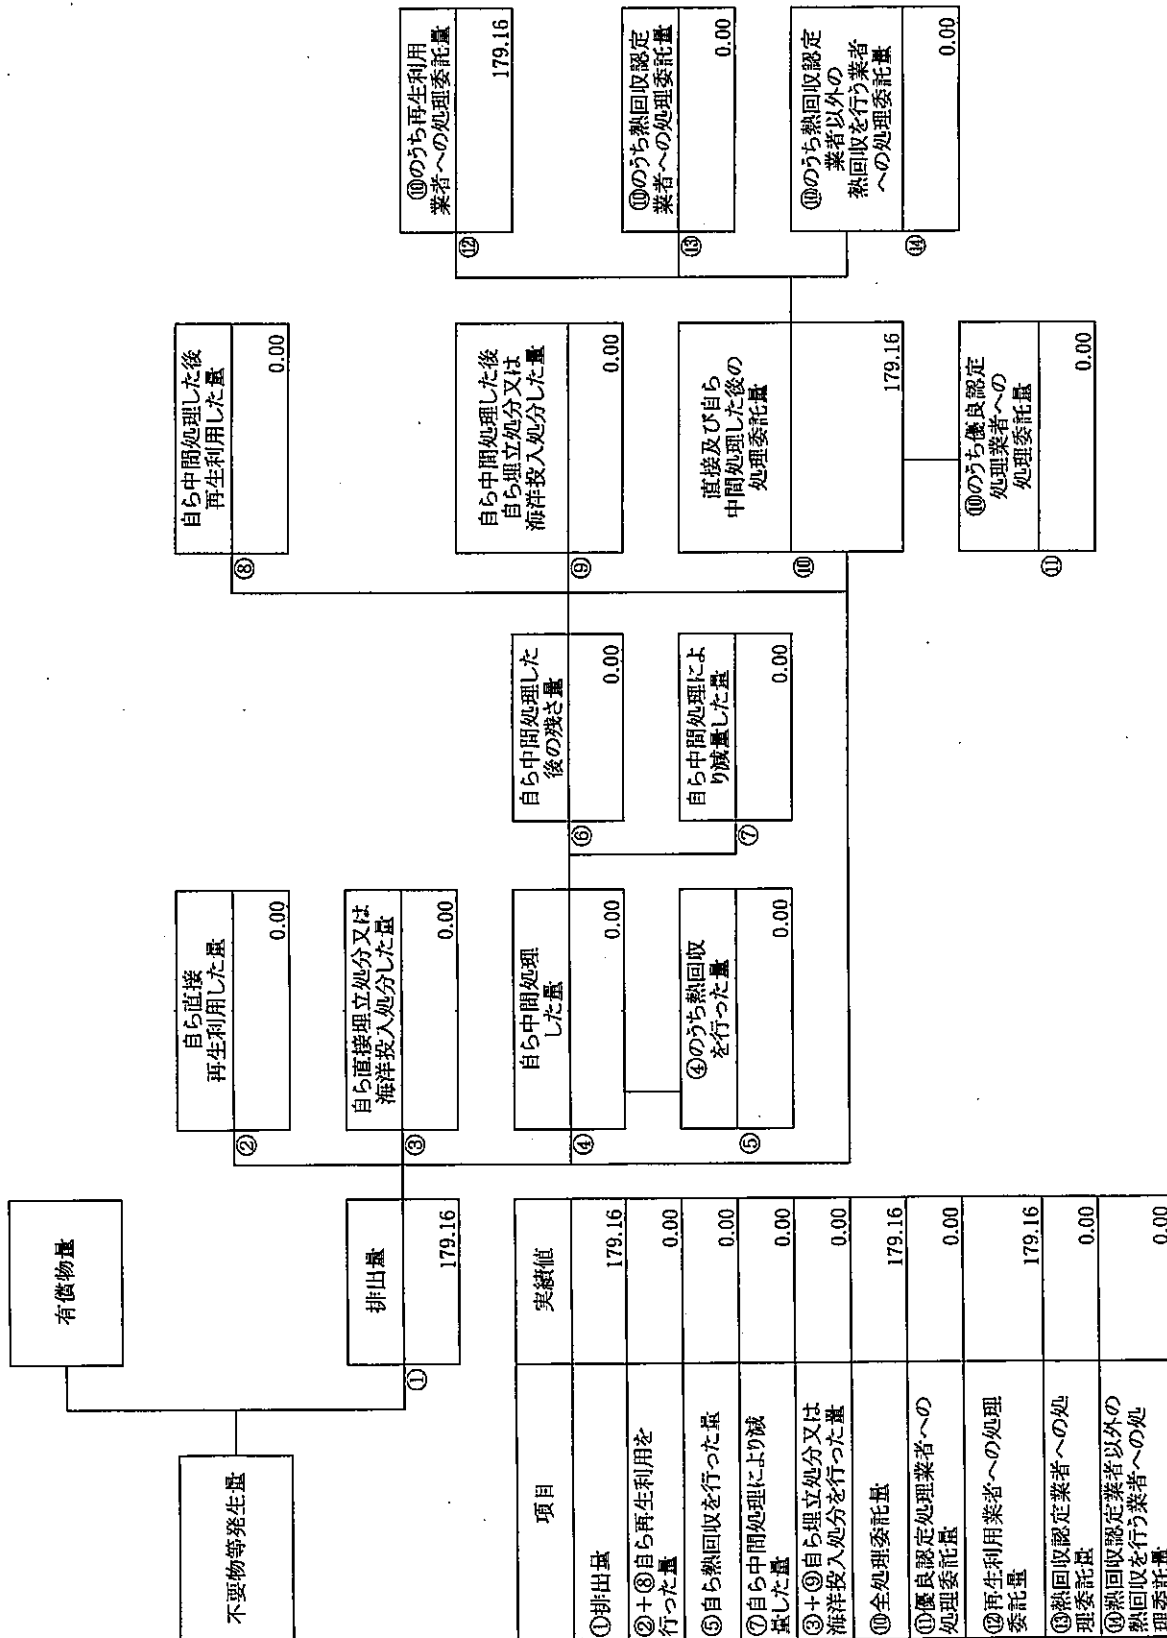 不要物等発生量
有償物量
排出量
①
179.16
自ら直接
再生利用した量
②
0.00
自ら直接埋立処分又は
海洋投入処分した量
③
0.00
自ら中間処理
した量
④
0.00
④のうち熱回収
を行った量
⑤
0.00
自ら中間処理した
後の残さ量
⑥
0.00
自ら中間処理によ
り減量した量
⑦
0.00
自ら中間処理した後
再生利用した量
⑧
0.00
自ら中間処理した後
自ら埋立処分又は
海洋投入処分した量
⑨
0.00
直接及び自ら
中間処理した後の
処理委託量
⑩
179.16
⑩のうち優良認定
処理業者への
処理委託量
⑪
0.00
⑩のうち再生利用
業者への処理委託量
⑫
179.16
⑩のうち熱回収認定
業者への処理委託量
⑬
0.00
⑩のうち熱回収認定
業者以外の
熱回収を行う業者
への処理委託量
⑭
0.00
項目 実績値
①排出量 179.16
②+⑧自ら再生利用を
行った量 0.00
⑤自ら熱回収を行った量 0.00
⑦自ら中間処理により減
量した量 0.00
③+⑨自ら埋立処分又は
海洋投入処分を行った量 0.00
⑩全処理委託量 179.16
⑪優良認定処理業者への
処理委託量 0.00
⑫再生利用業者への処理
委託量 179.16
⑬熱回収認定業者への処
理委託量 0.00
⑭熱回収認定業者以外の
熱回収を行う業者への処
理委託量 0.00